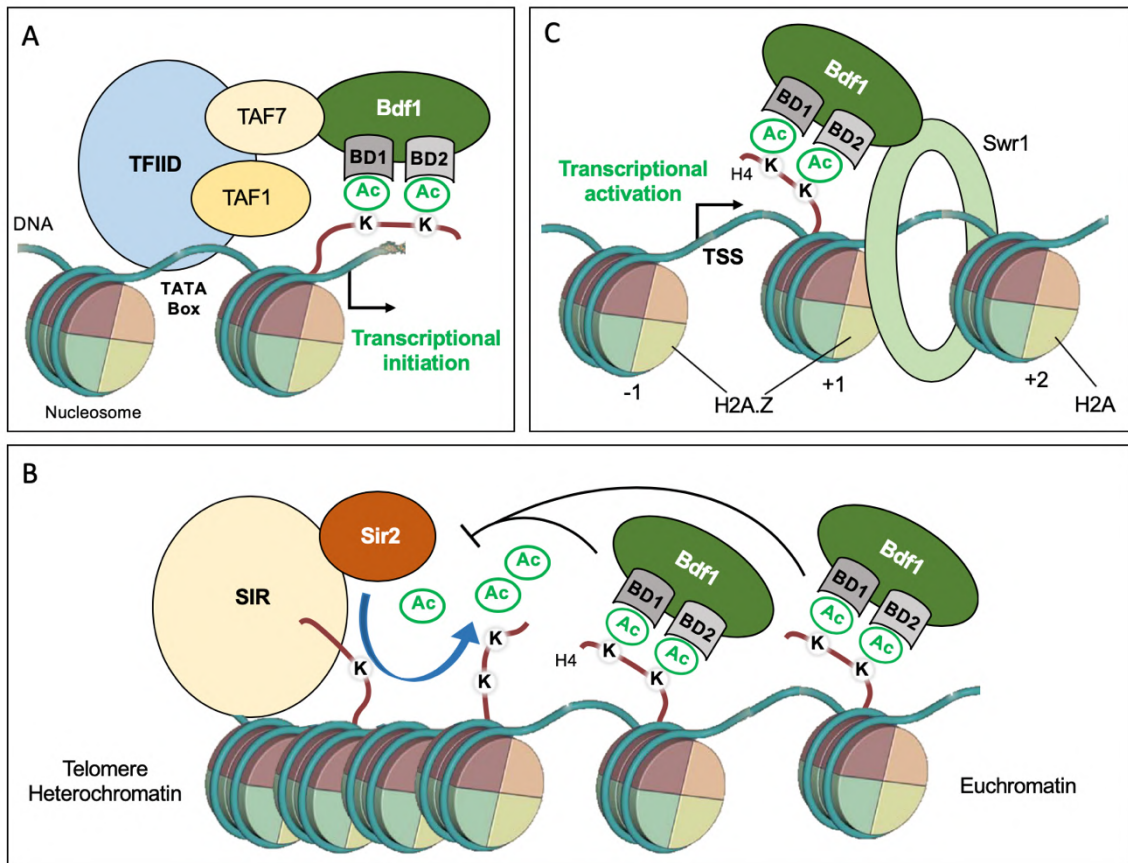 A
TFIID
TAF7
TAF1
Bdf1
BD1
BD2
Ac
Ac
K
K
DNA
TATA
Box
Transcriptional
initiation
Nucleosome
C
Bdf1
BD1
BD2
Ac
Ac
K
K
H4
Swr1
Transcriptional
activation
TSS
-1
H2A.Z
+1
+2
H2A
B
SIR
Sir2
Ac
Ac
Ac
K
K
K
Bdf1
BD1
BD2
Ac
Ac
H4
K
K
Bdf1
BD1
BD2
Ac
Ac
K
K
Telomere
Heterochromatin
Euchromatin